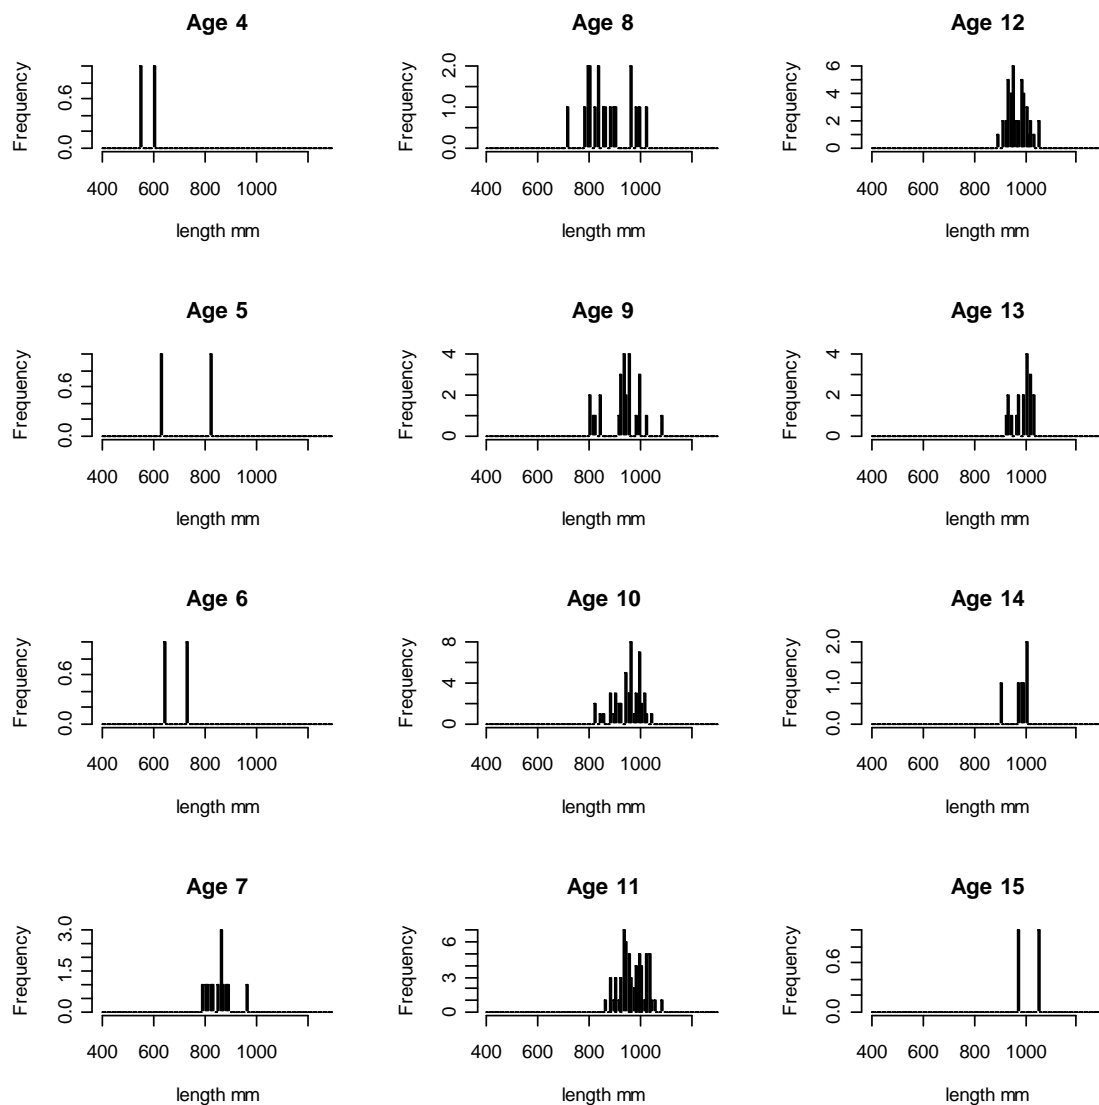 Age 4
Frequency
0.0 0.6
400 600 800 1000
length mm
Age 8
Frequency
0.0 1.0 2.0
400 600 800 1000
length mm
Age 12
Frequency
0 2 4 6
400 600 800 1000
length mm
Age 5
Frequency
0.0 0.6
400 600 800 1000
length mm
Age 9
Frequency
0 2 4
400 600 800 1000
length mm
Age 13
Frequency
0 2 4
400 600 800 1000
length mm
Age 6
Frequency
0.0 0.6
400 600 800 1000
length mm
Age 10
Frequency
0 4 8
400 600 800 1000
length mm
Age 14
Frequency
0.0 1.0 2.0
400 600 800 1000
length mm
Age 7
Frequency
0.0 1.5 3.0
400 600 800 1000
length mm
Age 11
Frequency
0 3 6
400 600 800 1000
length mm
Age 15
Frequency
0.0 0.6
400 600 800 1000
length mm